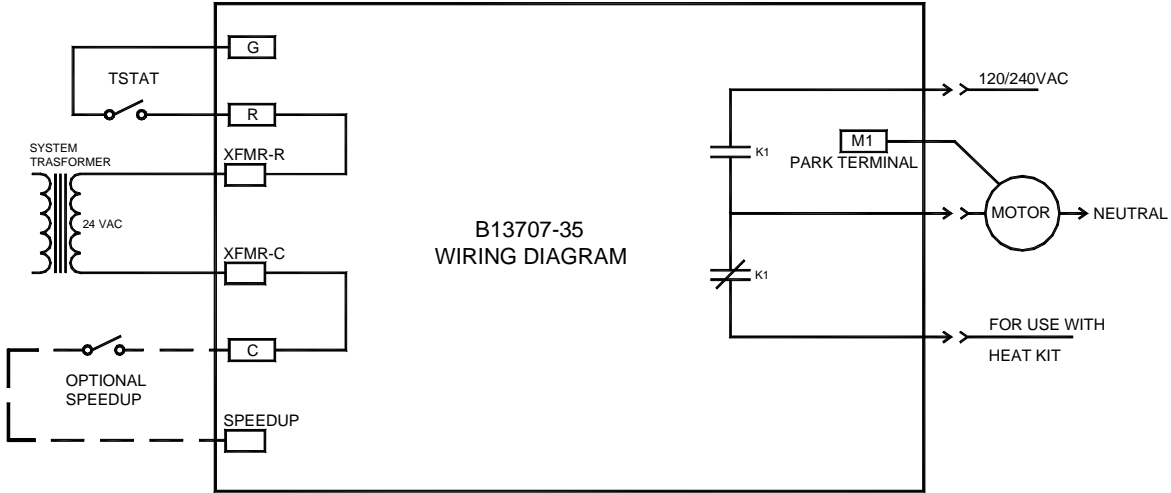 G
TSTAT
R
SYSTEM
TRASFORMER
XFMR-R
24 VAC
XFMR-C
C
OPTIONAL
SPEEDUP
SPEEDUP
B13707-35
WIRING DIAGRAM
120/240VAC
K1
M1
PARK TERMINAL
MOTOR
NEUTRAL
K1
FOR USE WITH
HEAT KIT